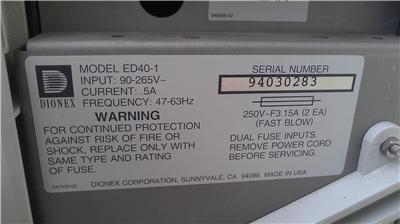 D46868-02
DIONEX
MODEL ED40-1
INPUT: 90-265V~
CURRENT: .5A
FREQUENCY: 47-63Hz
WARNING
FOR CONTINUED PROTECTION
AGAINST RISK OF FIRE OR
SHOCK, REPLACE ONLY WITH
SAME TYPE AND RATING
OF FUSE.
SERIAL NUMBER
94030283
250V~F3.15A (2 EA)
(FAST BLOW)
DUAL FUSE INPUTS.
REMOVE POWER CORD
BEFORE SERVICING.
DIONEX CORPORATION, SUNNYVALE, CA 94086 MADE IN USA